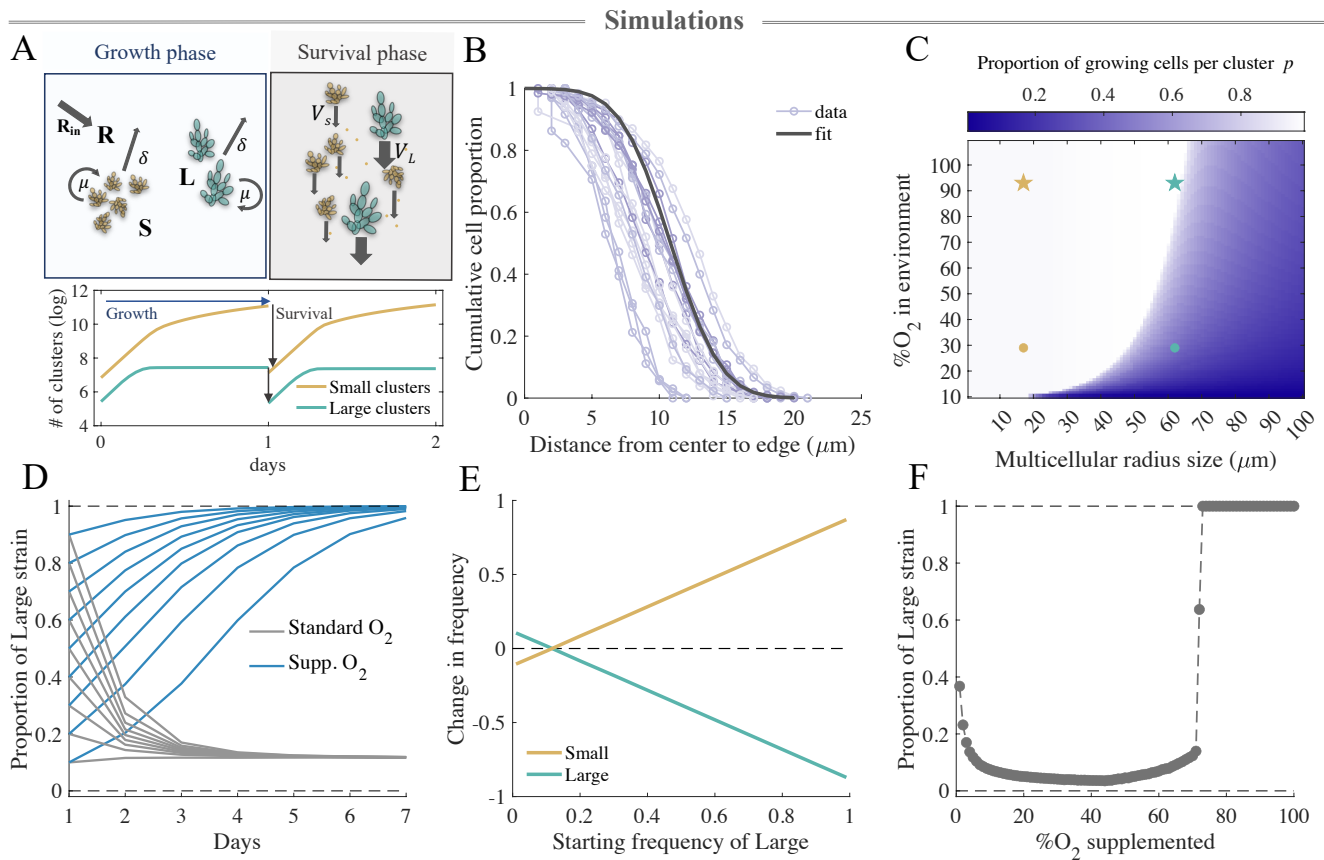 Simulations
A
Growth phase
Survival phase
R_in
R
δ
L
δ
μ
μ
S
V_s
V_L
# of clusters (log)
12
10
8
6
4
Growth
Survival
Small clusters
Large clusters
0
1
2
days
B
Cumulative cell proportion
1
0.8
0.6
0.4
0.2
0
data
fit
0
5
10
15
20
25
Distance from center to edge (μm)
C
Proportion of growing cells per cluster p
0.2
0.4
0.6
0.8
%O₂ in environment
100
90
80
70
60
50
40
30
20
10
10
20
30
40
50
60
70
80
90
100
Multicellular radius size (μm)
D
Proportion of Large strain
1
0.8
0.6
0.4
0.2
0
Standard O₂
Supp. O₂
1
2
3
4
5
6
7
Days
E
Change in frequency
1
0.5
0
-0.5
-1
Small
Large
0
0.2
0.4
0.6
0.8
1
Starting frequency of Large
F
Proportion of Large strain
1
0.8
0.6
0.4
0.2
0
0
20
40
60
80
100
%O₂ supplemented